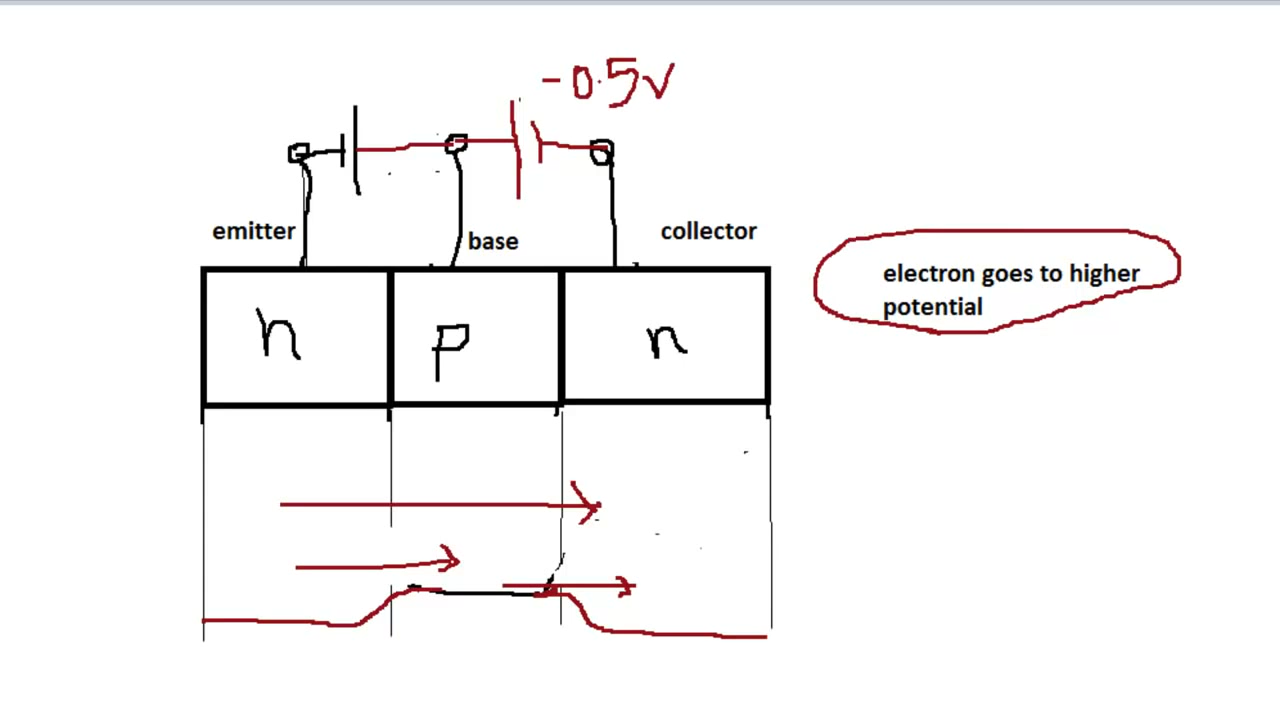 -0.5v
emitter
base
collector
electron goes to higher
potential
n
p
n